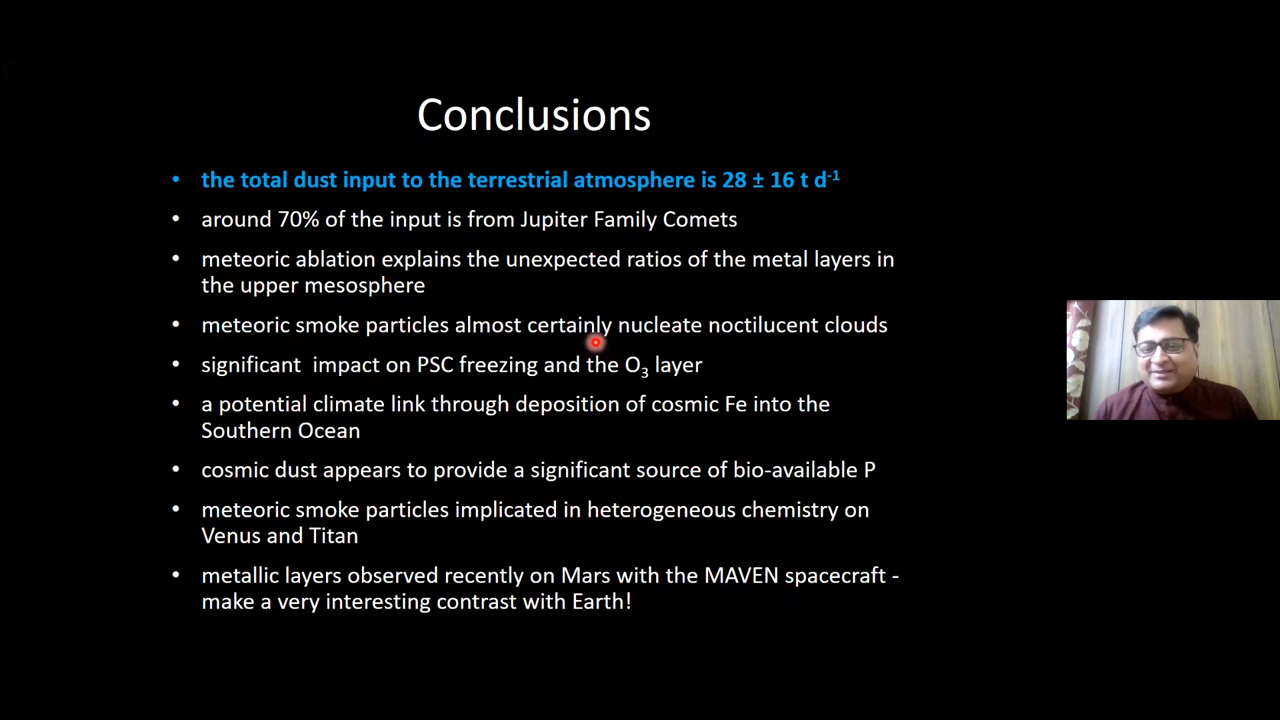 Conclusions
• the total dust input to the terrestrial atmosphere is 28 ± 16 t d⁻¹
• around 70% of the input is from Jupiter Family Comets
• meteoric ablation explains the unexpected ratios of the metal layers in
the upper mesosphere
• meteoric smoke particles almost certainly nucleate noctilucent clouds
• significant  impact on PSC freezing and the O₃ layer
• a potential climate link through deposition of cosmic Fe into the
Southern Ocean
• cosmic dust appears to provide a significant source of bio-available P
• meteoric smoke particles implicated in heterogeneous chemistry on
Venus and Titan
• metallic layers observed recently on Mars with the MAVEN spacecraft -
make a very interesting contrast with Earth!